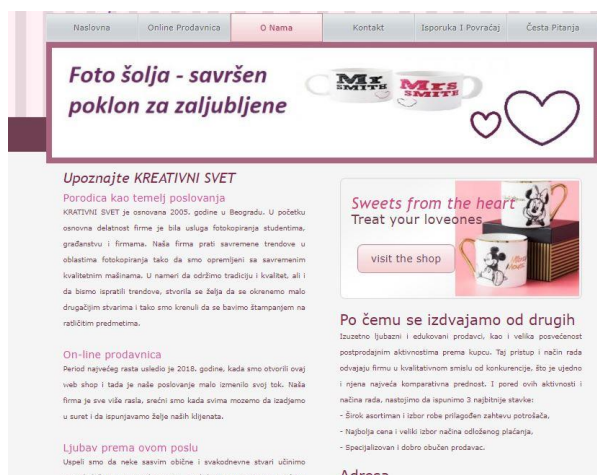 Naslovna
Online Prodavnica
O Nama
Kontakt
Isporuka I Povraćaj
Česta Pitanja
Foto šolja - savršen
poklon za zaljubljene
Mr
SMITH
Mrs
SMITH
Upoznajte KREATIVNI SVET
Porodica kao temelj poslovanja
KRATIVNI SVET je osnovana 2005. godine u Beogradu. U početku
osnovna delatnost firme je bila usluga fotokopiranja studentima,
građanstvu i firmama. Naša firma prati savremene trendove u
oblastima fotokopiranja tako da smo opremljeni sa savremenim
kvalitetnim mašinama. U nameri da održimo tradiciju i kvalitet, ali i
da bismo ispratili trendove, stvorila se želja da se okrenemo malo
drugačijim stvarima i tako smo krenuli da se bavimo štampanjem na
ratličitim predmetima.
On-line prodavnica
Period najvećeg rasta usledio je 2018. godine, kada smo otvorili ovaj
web shop i tada je naše poslovanje malo izmenilo svoj tok. Naša
firma je sve više rasla, srećni smo kada svima mozemo da izadjemo
u suret i da ispunjavamo želje naših klijenata.
Ljubav prema ovom poslu
Uspeli smo da neke sasvim obične i svakodnevne stvari učinimo
Sweets from the heart
Treat your loveones
visit the shop
Po čemu se izdvajamo od drugih
Izuzetno ljubazni i edukovani prodavci, kao i velika posvećenost
postprodajnim aktivnostima prema kupcu. Taj pristup i način rada
odvajaju firmu u kvalitativnom smislu od konkurencije, što je ujedno
i njena najveća komparativna prednost. I pored ovih aktivnosti i
načina rada, nastojimo da ispunimo 3 najbitnije stavke:
- Širok asortiman i izbor robe prilagođen zahtevu potrošača,
- Najbolja cena i veliki izbor načina odloženog plaćanja,
- Specijalizovan i dobro obučen prodavac.
Adresa